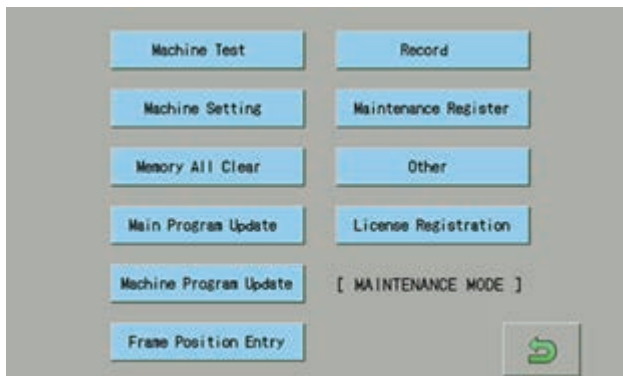 Machine Test
Record
Machine Setting
Maintenance Register
Memory All Clear
Other
Main Program Update
License Registration
Machine Program Update
[ MAINTENANCE MODE ]
Frame Position Entry